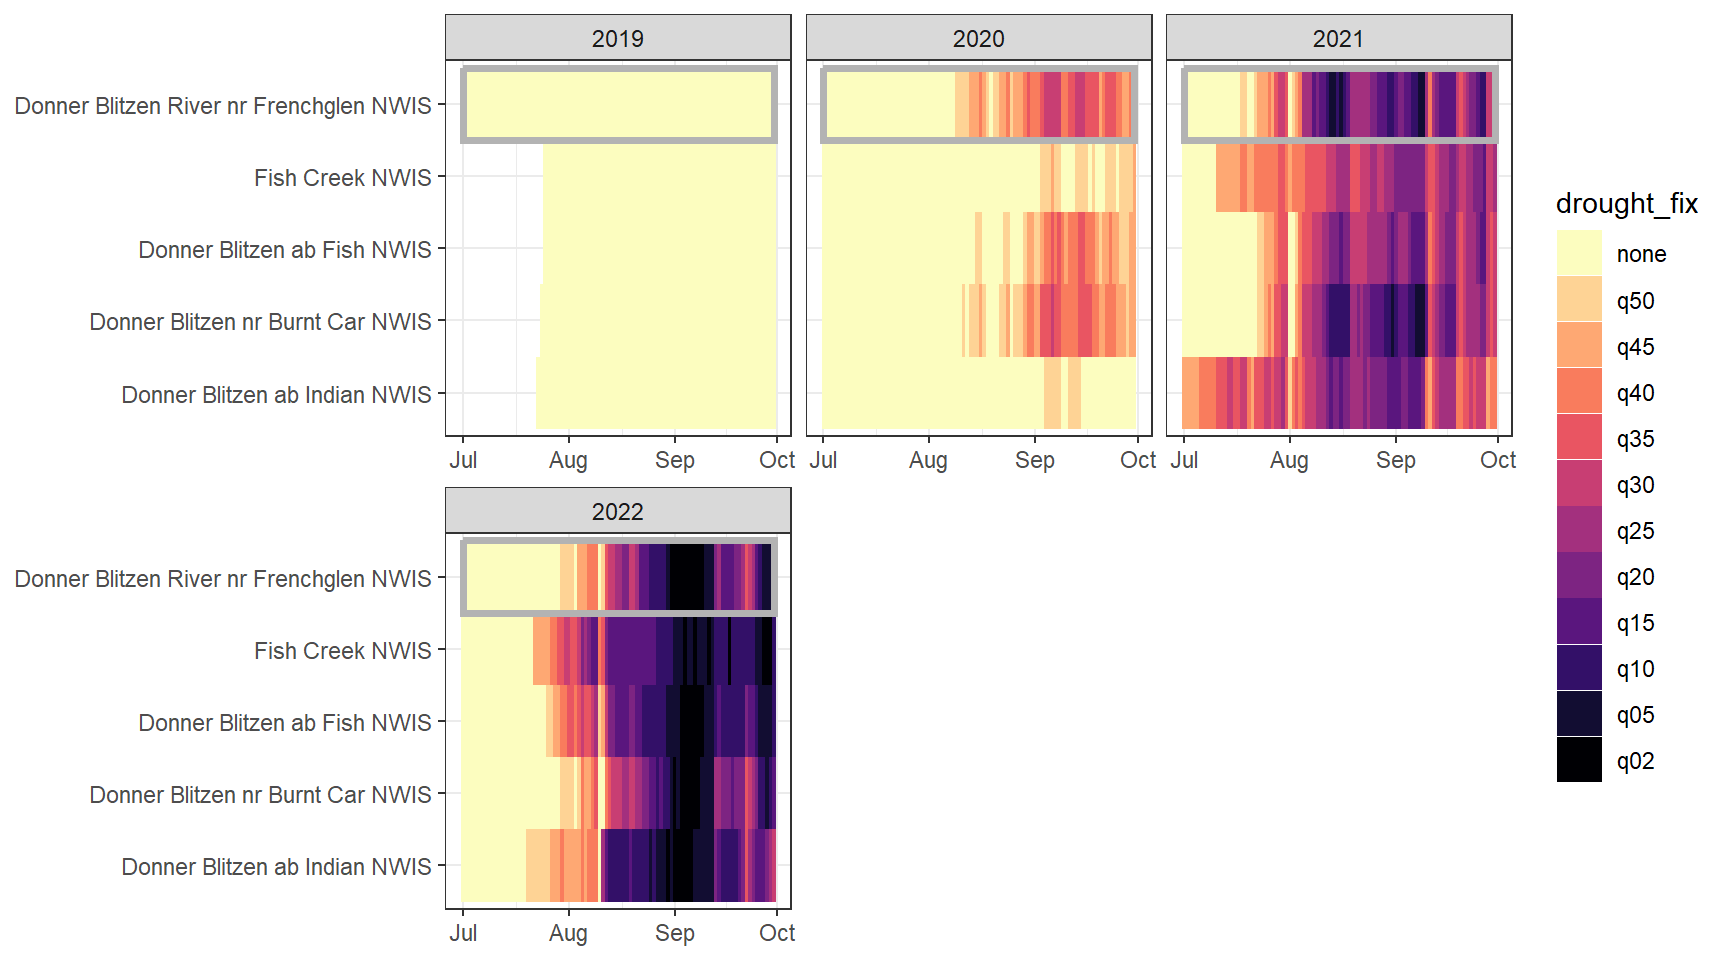 2019
2020
2021
Donner Blitzen River nr Frenchglen NWIS
Fish Creek NWIS
Donner Blitzen ab Fish NWIS
Donner Blitzen nr Burnt Car NWIS
Donner Blitzen ab Indian NWIS
Jul Aug Sep Oct
Jul Aug Sep Oct
Jul Aug Sep Oct
2022
Donner Blitzen River nr Frenchglen NWIS
Fish Creek NWIS
Donner Blitzen ab Fish NWIS
Donner Blitzen nr Burnt Car NWIS
Donner Blitzen ab Indian NWIS
Jul Aug Sep Oct
drought_fix
none
q50
q45
q40
q35
q30
q25
q20
q15
q10
q05
q02